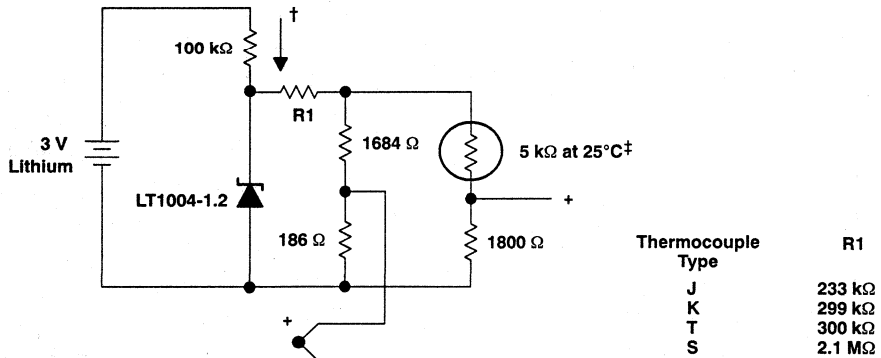 †
100 kΩ
R1
3 V
Lithium
1684 Ω
5 kΩ at 25°C‡
LT1004-1.2
+
186 Ω
1800 Ω
+
Thermocouple
Type
R1
J 233 kΩ
K 299 kΩ
T 300 kΩ
S 2.1 MΩ